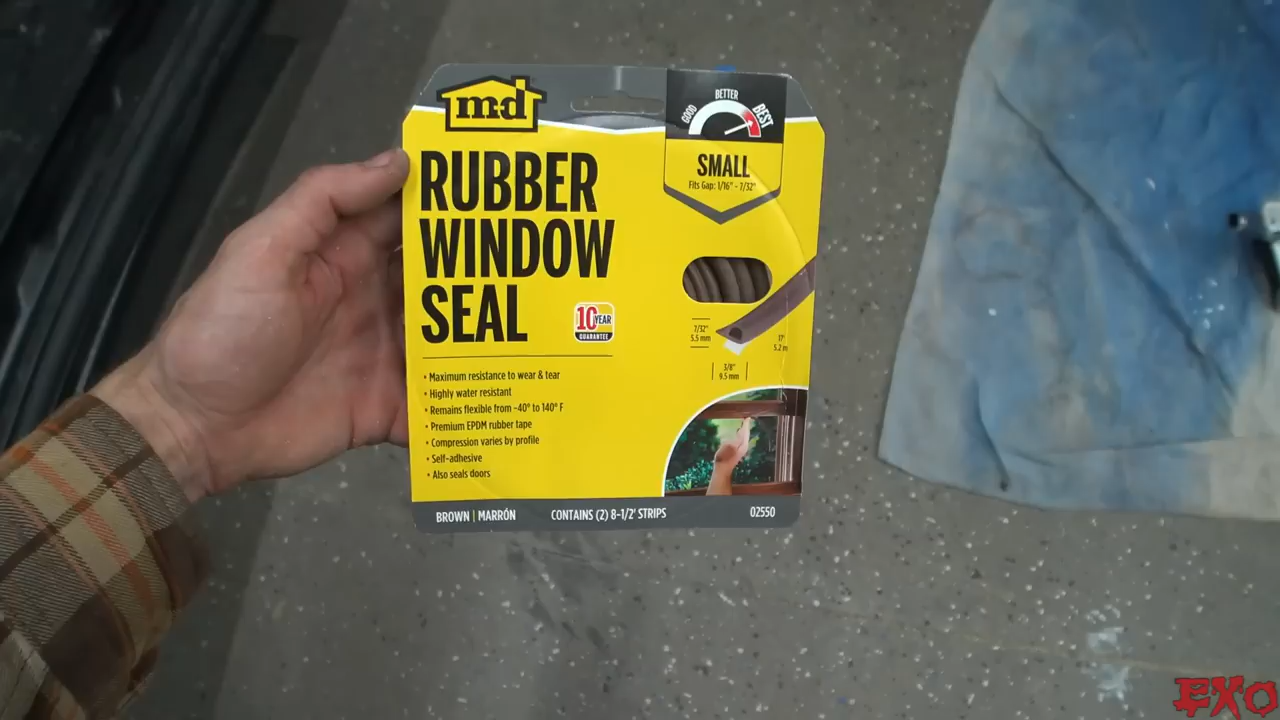 m-d
GOOD
BETTER
BEST
SMALL
Fits Gap: 1/16" - 7/32"
RUBBER
WINDOW
SEAL
10 YEAR
GUARANTEE
7/32"
5.5 mm
17'
5.2 m
3/8"
9.5 mm
• Maximum resistance to wear & tear
• Highly water resistant
• Remains flexible from -40° to 140° F
• Premium EPDM rubber tape
• Compression varies by profile
• Self-adhesive
• Also seals doors
BROWN | MARRÓN
CONTAINS (2) 8-1/2' STRIPS
02550
EXO